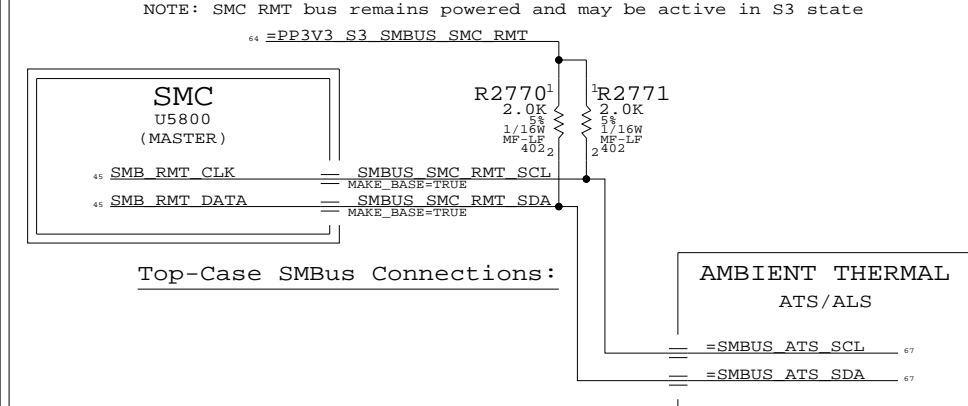 NOTE: SMC RMT bus remains powered and may be active in S3 state
64 =PP3V3_S3_SMBUS_SMC_RMT
SMC
U5800
(MASTER)
R2770 1
2.0K
5%
1/16W
MF-LF
402 2
1 R2771
2.0K
5%
1/16W
MF-LF
2 402
45 SMB_RMT_CLK
SMBUS_SMC_RMT_SCL
MAKE_BASE=TRUE
45 SMB_RMT_DATA
SMBUS_SMC_RMT_SDA
MAKE_BASE=TRUE
Top-Case SMBus Connections:
AMBIENT THERMAL
ATS/ALS
=SMBUS_ATS_SCL 67
=SMBUS_ATS_SDA 67